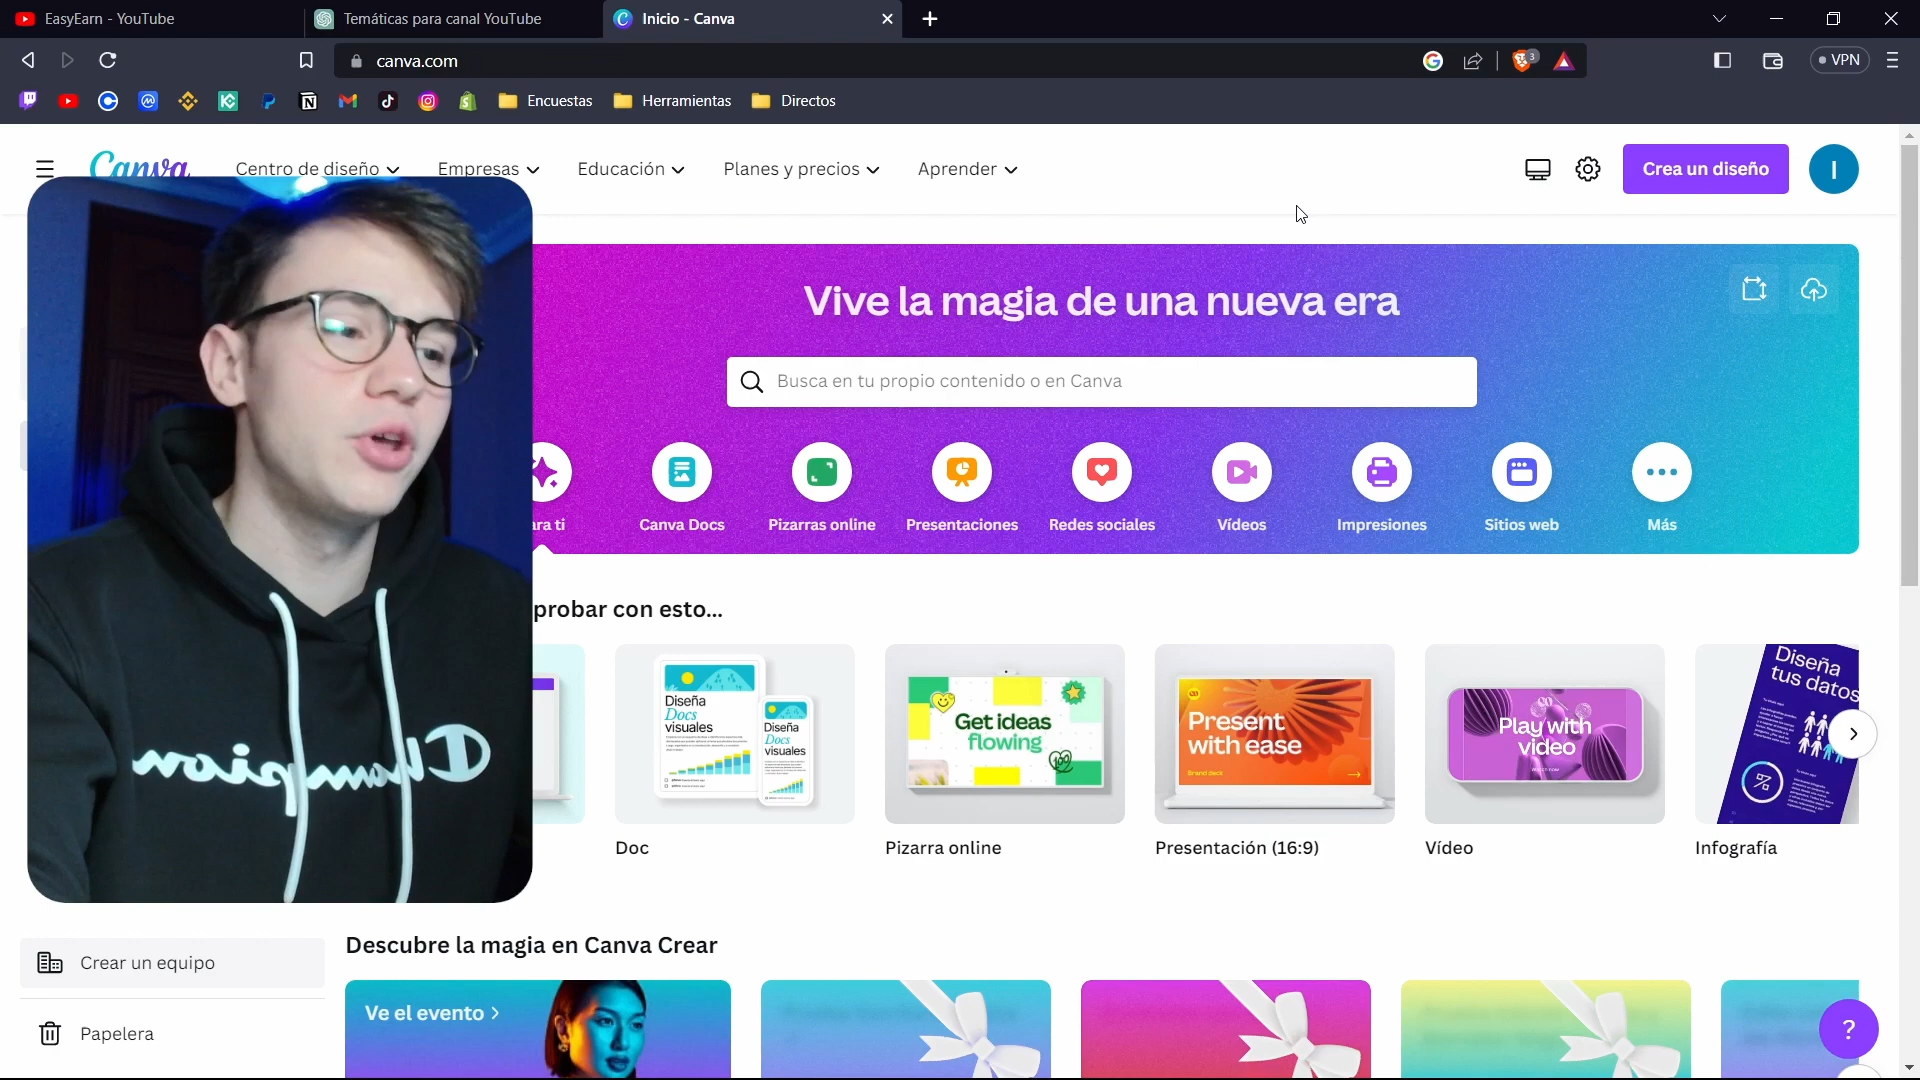 EasyEarn - YouTube
Temáticas para canal YouTube
Inicio - Canva
canva.com
3
VPN
Encuestas
Herramientas
Directos
Canva
Centro de diseño
Empresas
Educación
Planes y precios
Aprender
Crea un diseño
I
Vive la magia de una nueva era
Busca en tu propio contenido o en Canva
ara ti
Canva Docs
Pizarras online
Presentaciones
Redes sociales
Vídeos
Impresiones
Sitios web
Más
probar con esto...
Diseña
Docs
visuales
Diseña
Docs
visuales
Get ideas
flowing
100
Present
with ease
Brand deck
Play with
video
Diseña
tus datos
%
Doc
Pizarra online
Presentación (16:9)
Vídeo
Infografía
Champion
Crear un equipo
Papelera
Descubre la magia en Canva Crear
Ve el evento >
?